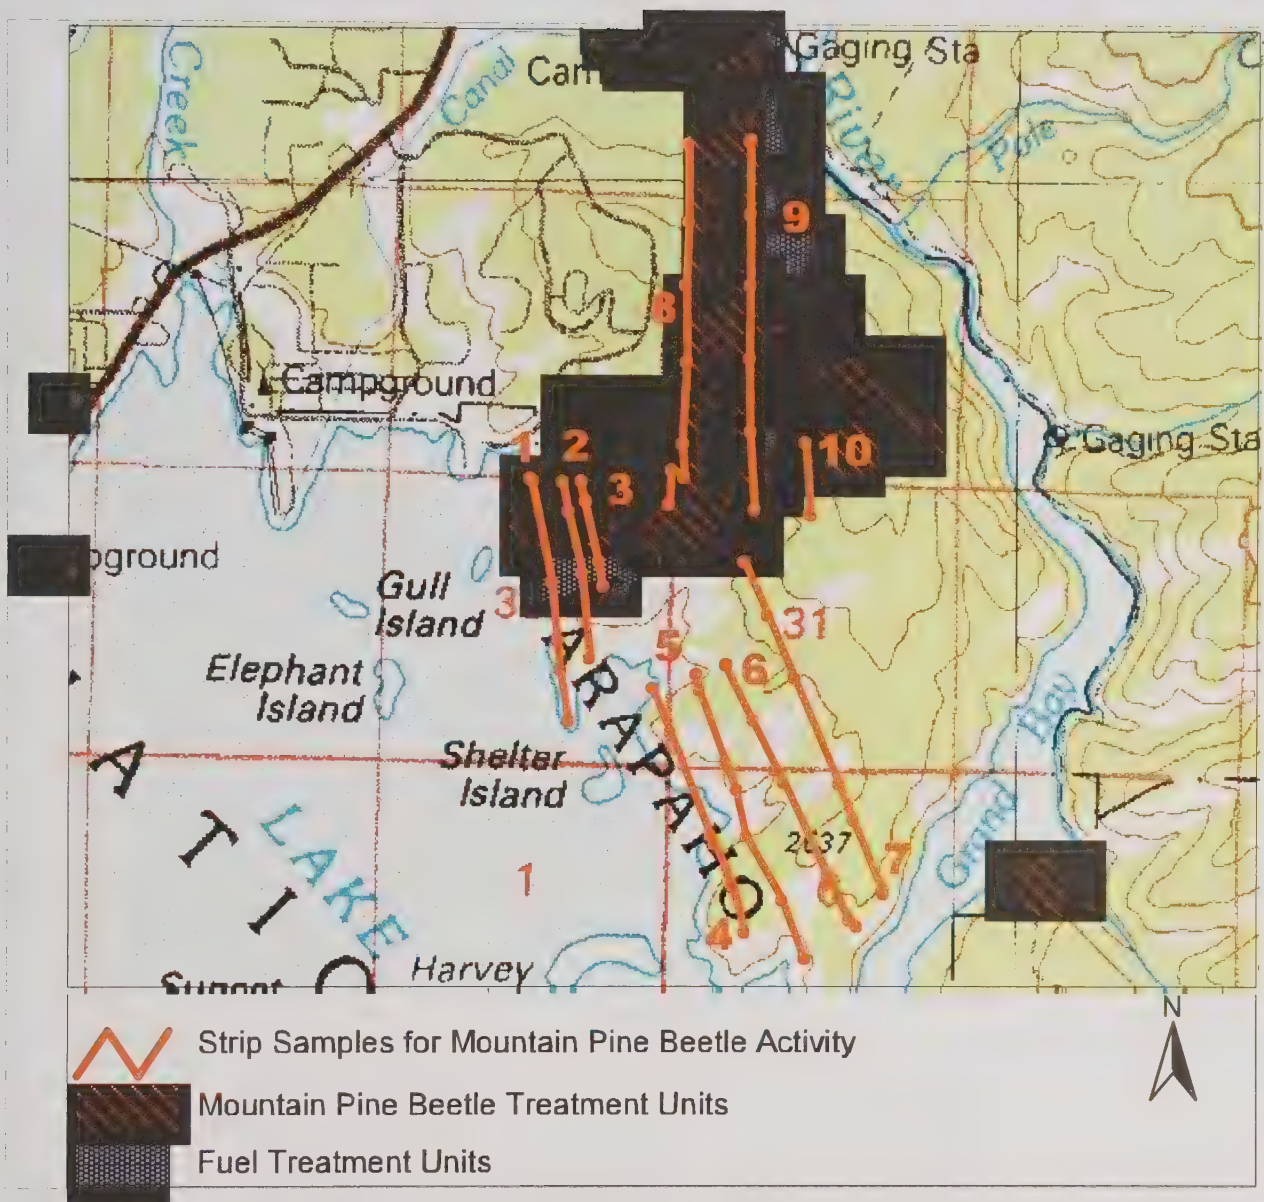 Creek
Canal
Cam
Gaging Sta
River
Pole
9
8
Campground
Gaging Sta
1
2
3
10
pground
Gull
Island
3
31
5
6
Elephant
Island
ARAPAHO
Shelter
Island
Bay
Grand
A
T
I
LAKE
2637
7
1
4
Harvey
N
Strip Samples for Mountain Pine Beetle Activity
Mountain Pine Beetle Treatment Units
Fuel Treatment Units